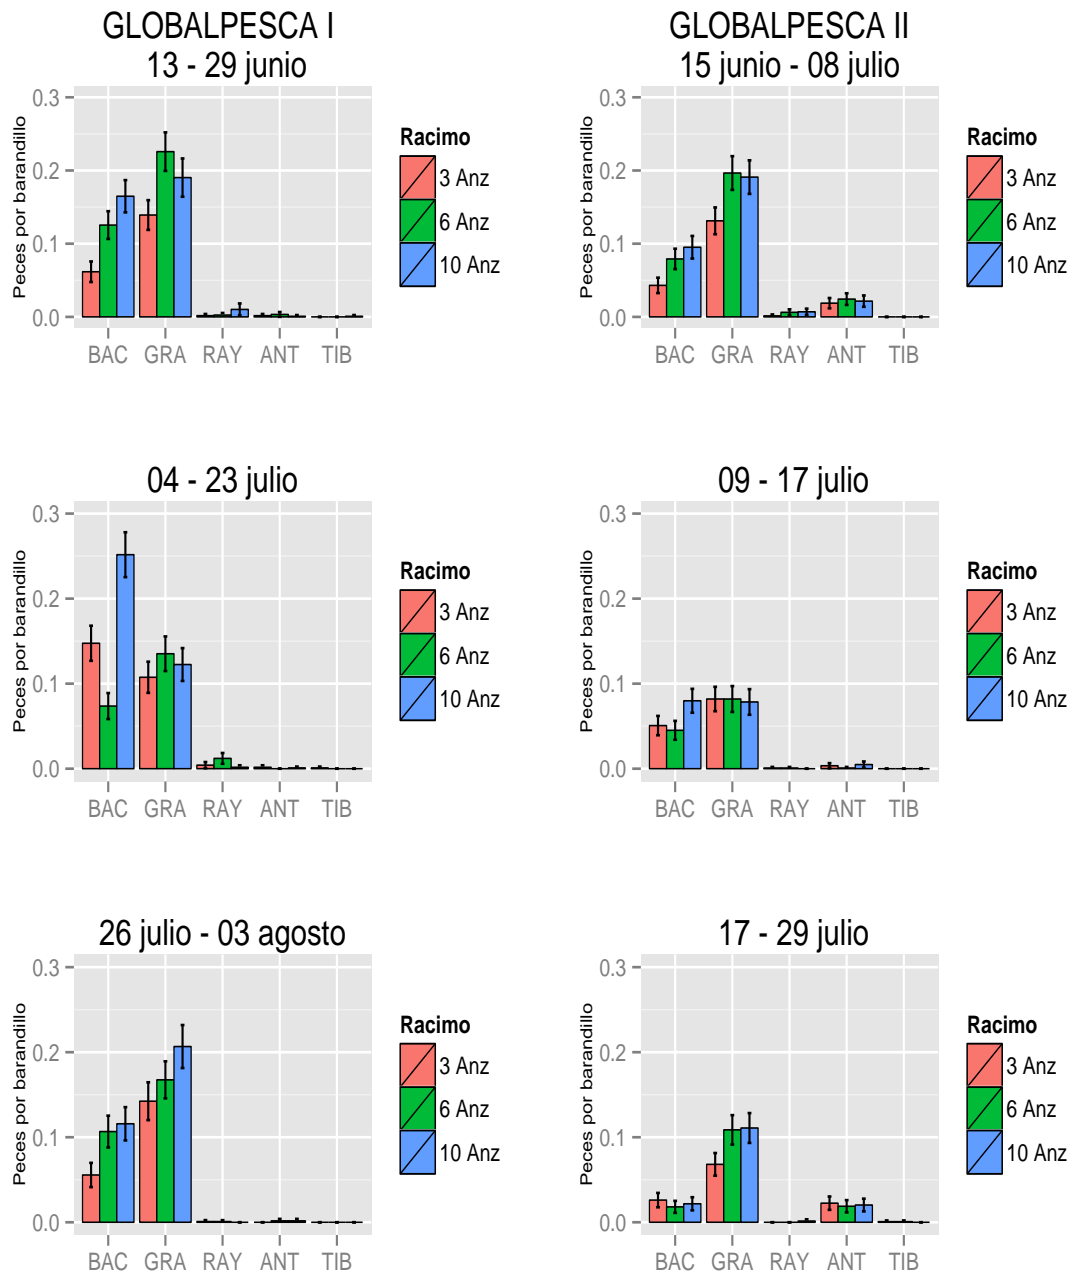 GLOBALPESCA I
13 - 29 junio
Peces por barandillo
0.3
0.2
0.1
0.0
BAC GRA RAY ANT TIB
Racimo
3 Anz
6 Anz
10 Anz
GLOBALPESCA II
15 junio - 08 julio
Peces por barandillo
0.3
0.2
0.1
0.0
BAC GRA RAY ANT TIB
Racimo
3 Anz
6 Anz
10 Anz
04 - 23 julio
Peces por barandillo
0.3
0.2
0.1
0.0
BAC GRA RAY ANT TIB
Racimo
3 Anz
6 Anz
10 Anz
09 - 17 julio
Peces por barandillo
0.3
0.2
0.1
0.0
BAC GRA RAY ANT TIB
Racimo
3 Anz
6 Anz
10 Anz
26 julio - 03 agosto
Peces por barandillo
0.3
0.2
0.1
0.0
BAC GRA RAY ANT TIB
Racimo
3 Anz
6 Anz
10 Anz
17 - 29 julio
Peces por barandillo
0.3
0.2
0.1
0.0
BAC GRA RAY ANT TIB
Racimo
3 Anz
6 Anz
10 Anz